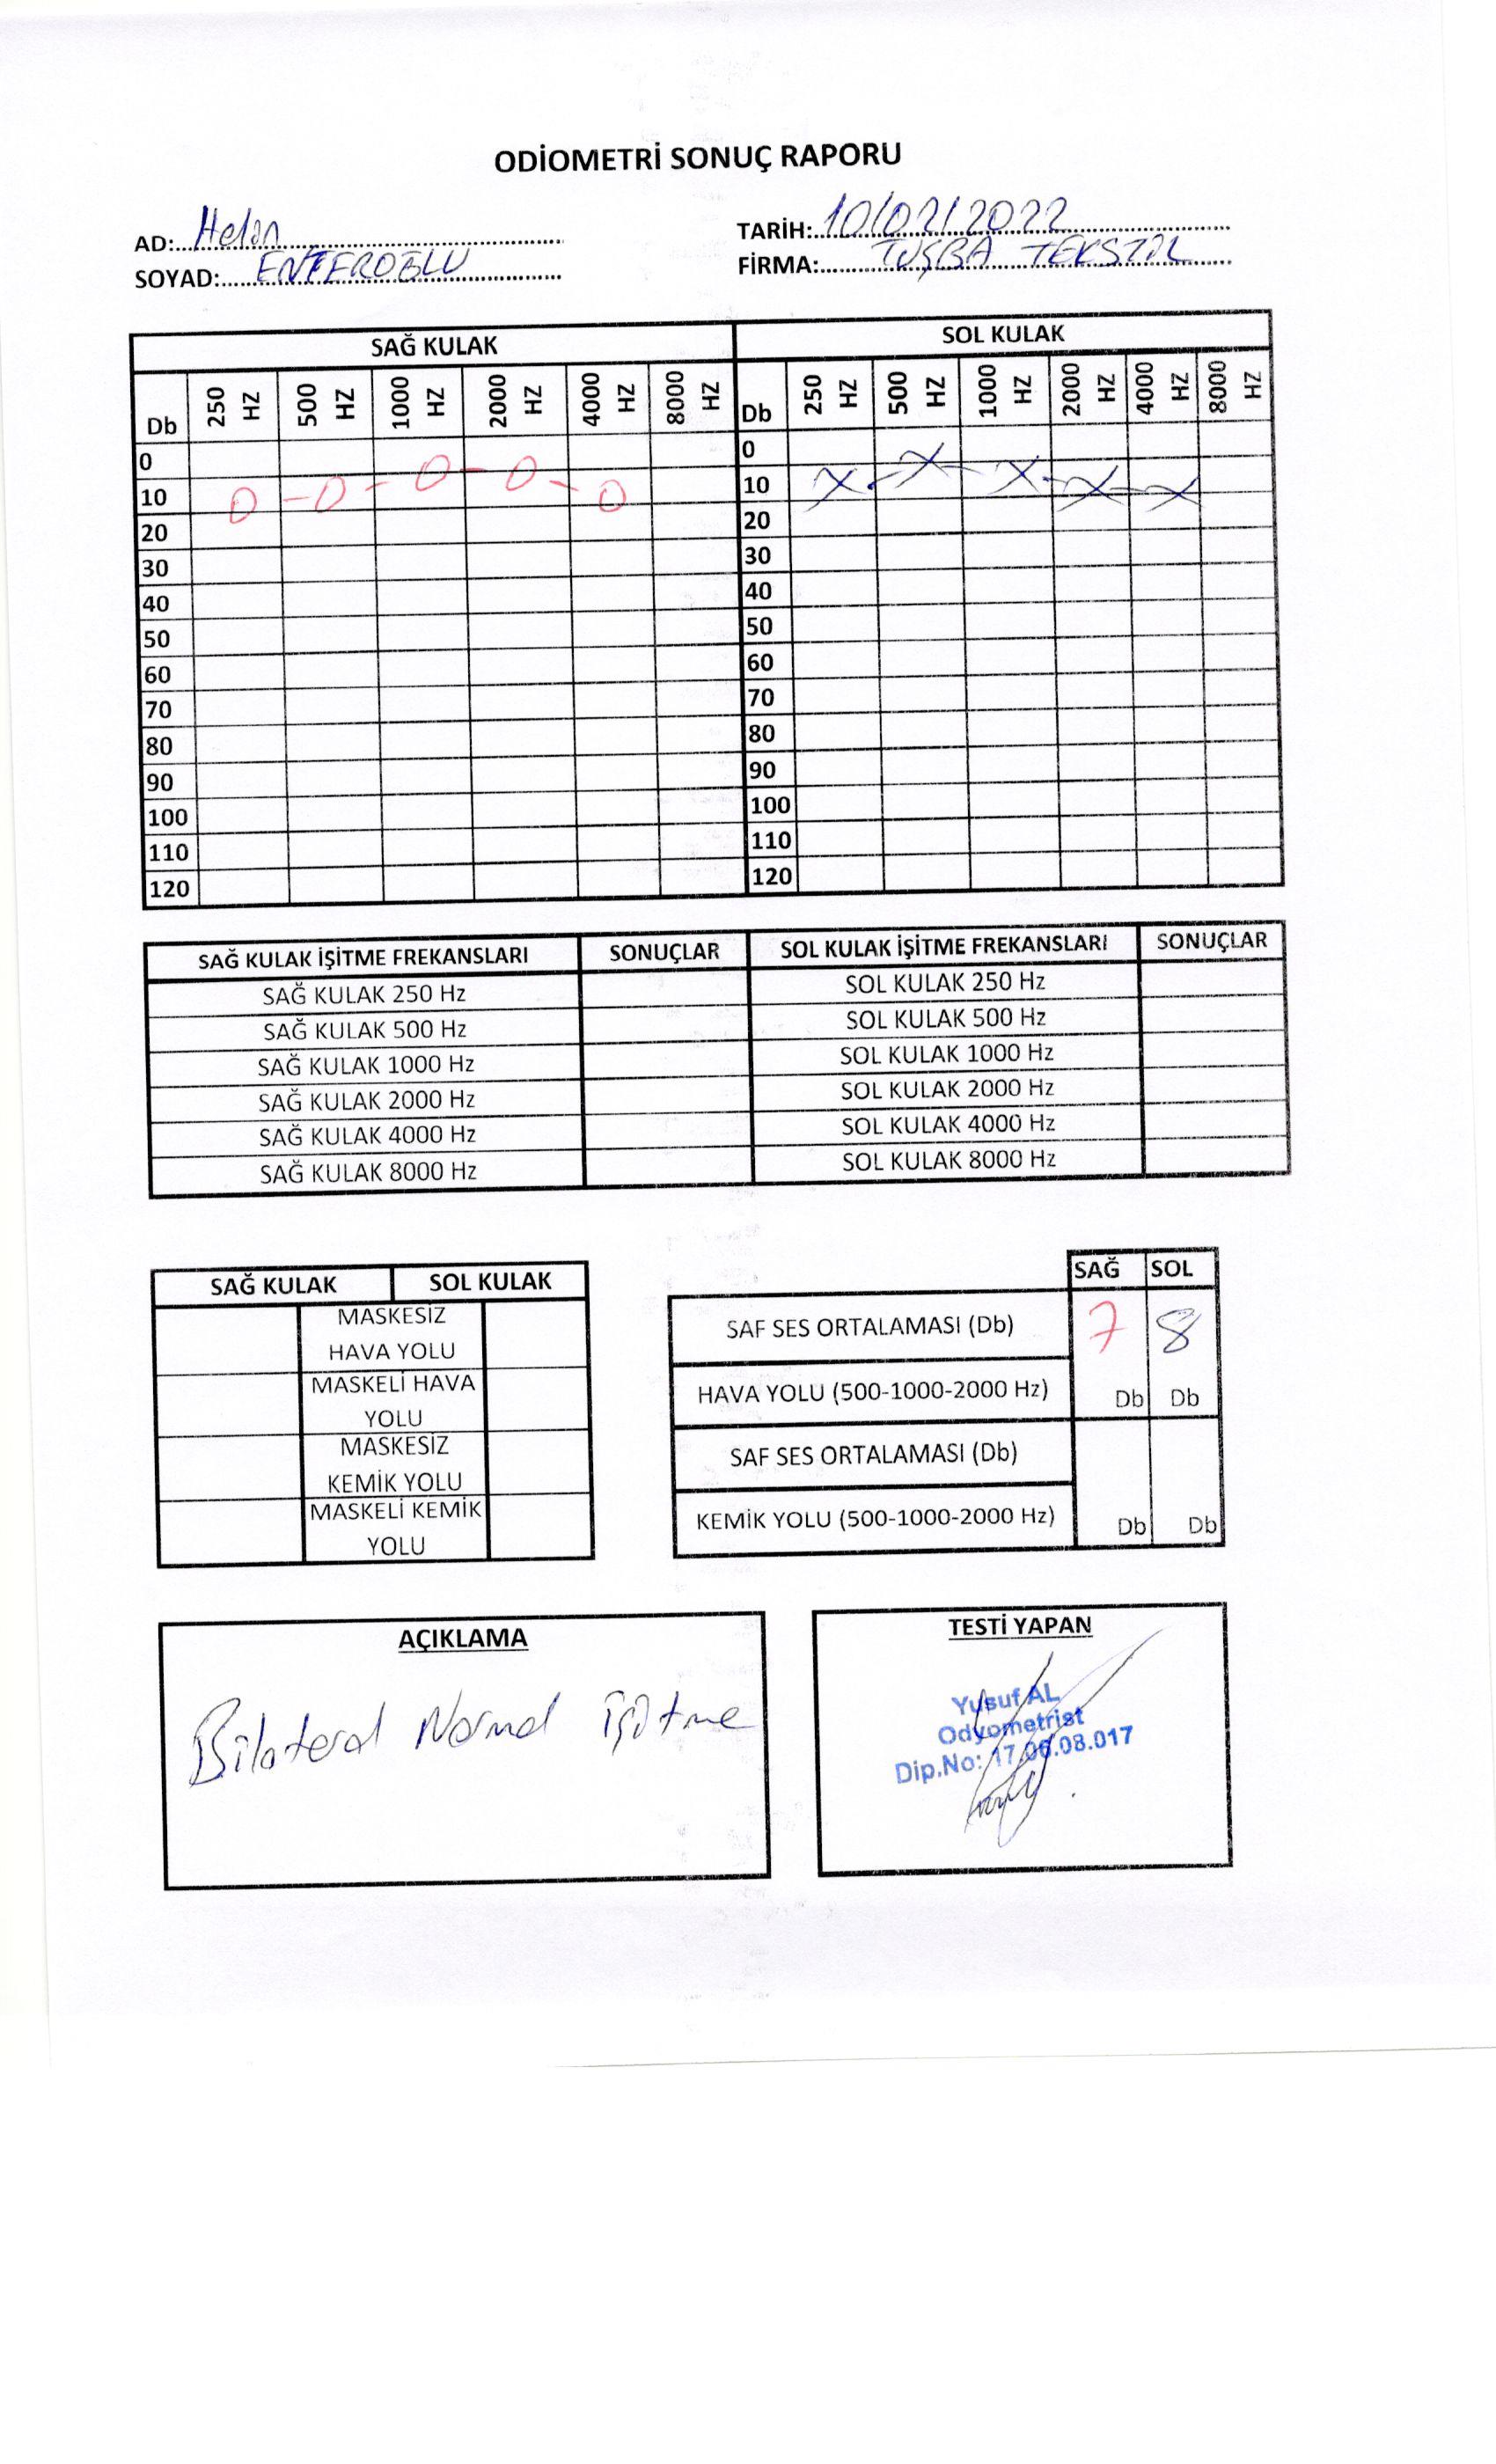 ODİOMETRİ SONUÇ RAPORU
AD: Helin TARİH: 10/02/2022
SOYAD: ENTEROĞLU FİRMA: TUŞBA TEKSTİL
SAĞ KULAK SOL KULAK
Db 250 HZ 500 HZ 1000 HZ 2000 HZ 4000 HZ 8000 HZ Db 250 HZ 500 HZ 1000 HZ 2000 HZ 4000 HZ 8000 HZ
0 0
10 10
20 20
30 30
40 40
50 50
60 60
70 70
80 80
90 90
100 100
110 110
120 120
SAĞ KULAK İŞİTME FREKANSLARI SONUÇLAR SOL KULAK İŞİTME FREKANSLARI SONUÇLAR
SAĞ KULAK 250 Hz SOL KULAK 250 Hz
SAĞ KULAK 500 Hz SOL KULAK 500 Hz
SAĞ KULAK 1000 Hz SOL KULAK 1000 Hz
SAĞ KULAK 2000 Hz SOL KULAK 2000 Hz
SAĞ KULAK 4000 Hz SOL KULAK 4000 Hz
SAĞ KULAK 8000 Hz SOL KULAK 8000 Hz
SAĞ KULAK SOL KULAK
MASKESİZ
HAVA YOLU
MASKELİ HAVA
YOLU
MASKESİZ
KEMİK YOLU
MASKELİ KEMİK
YOLU
SAĞ SOL
SAF SES ORTALAMASI (Db) 7 8
HAVA YOLU (500-1000-2000 Hz) Db Db
SAF SES ORTALAMASI (Db)
KEMİK YOLU (500-1000-2000 Hz) Db Db
AÇIKLAMA
Bilateral Normal işitme
TESTİ YAPAN
Yusuf AL
Odyometrist
Dip.No: 17.06.08.017